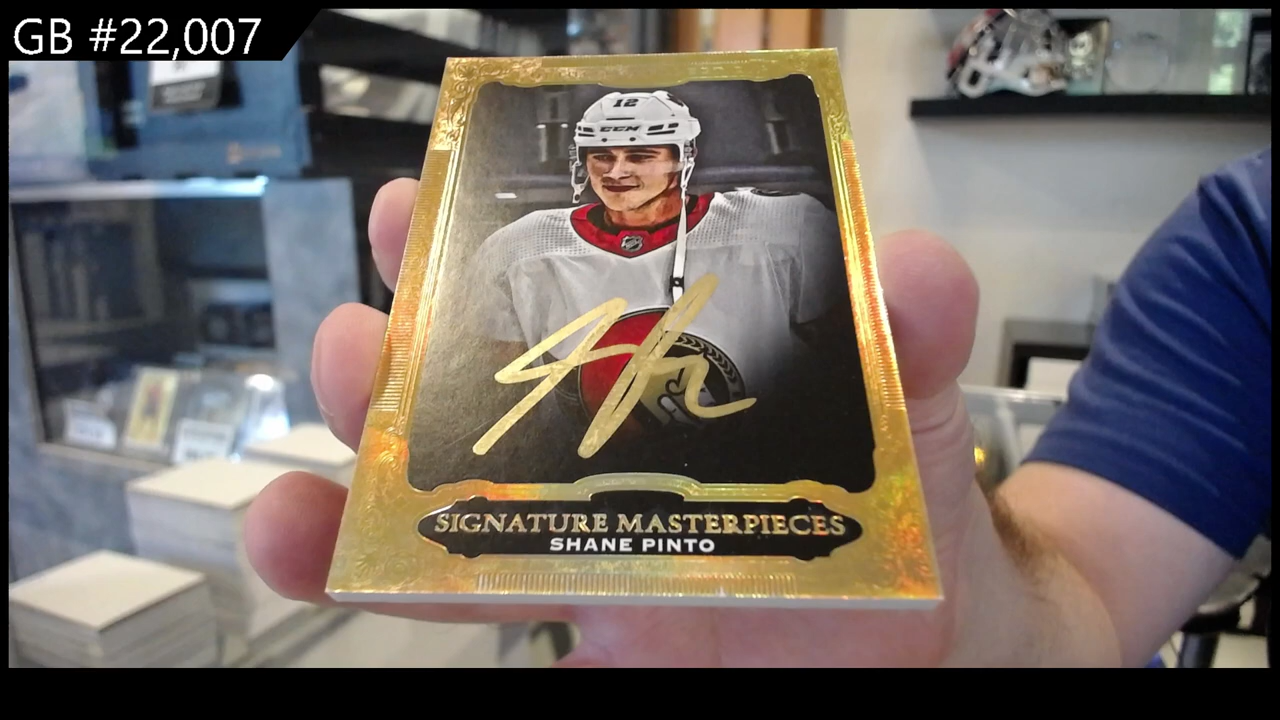 GB #22,007
12
CCM
SIGNATURE MASTERPIECES
SHANE PINTO